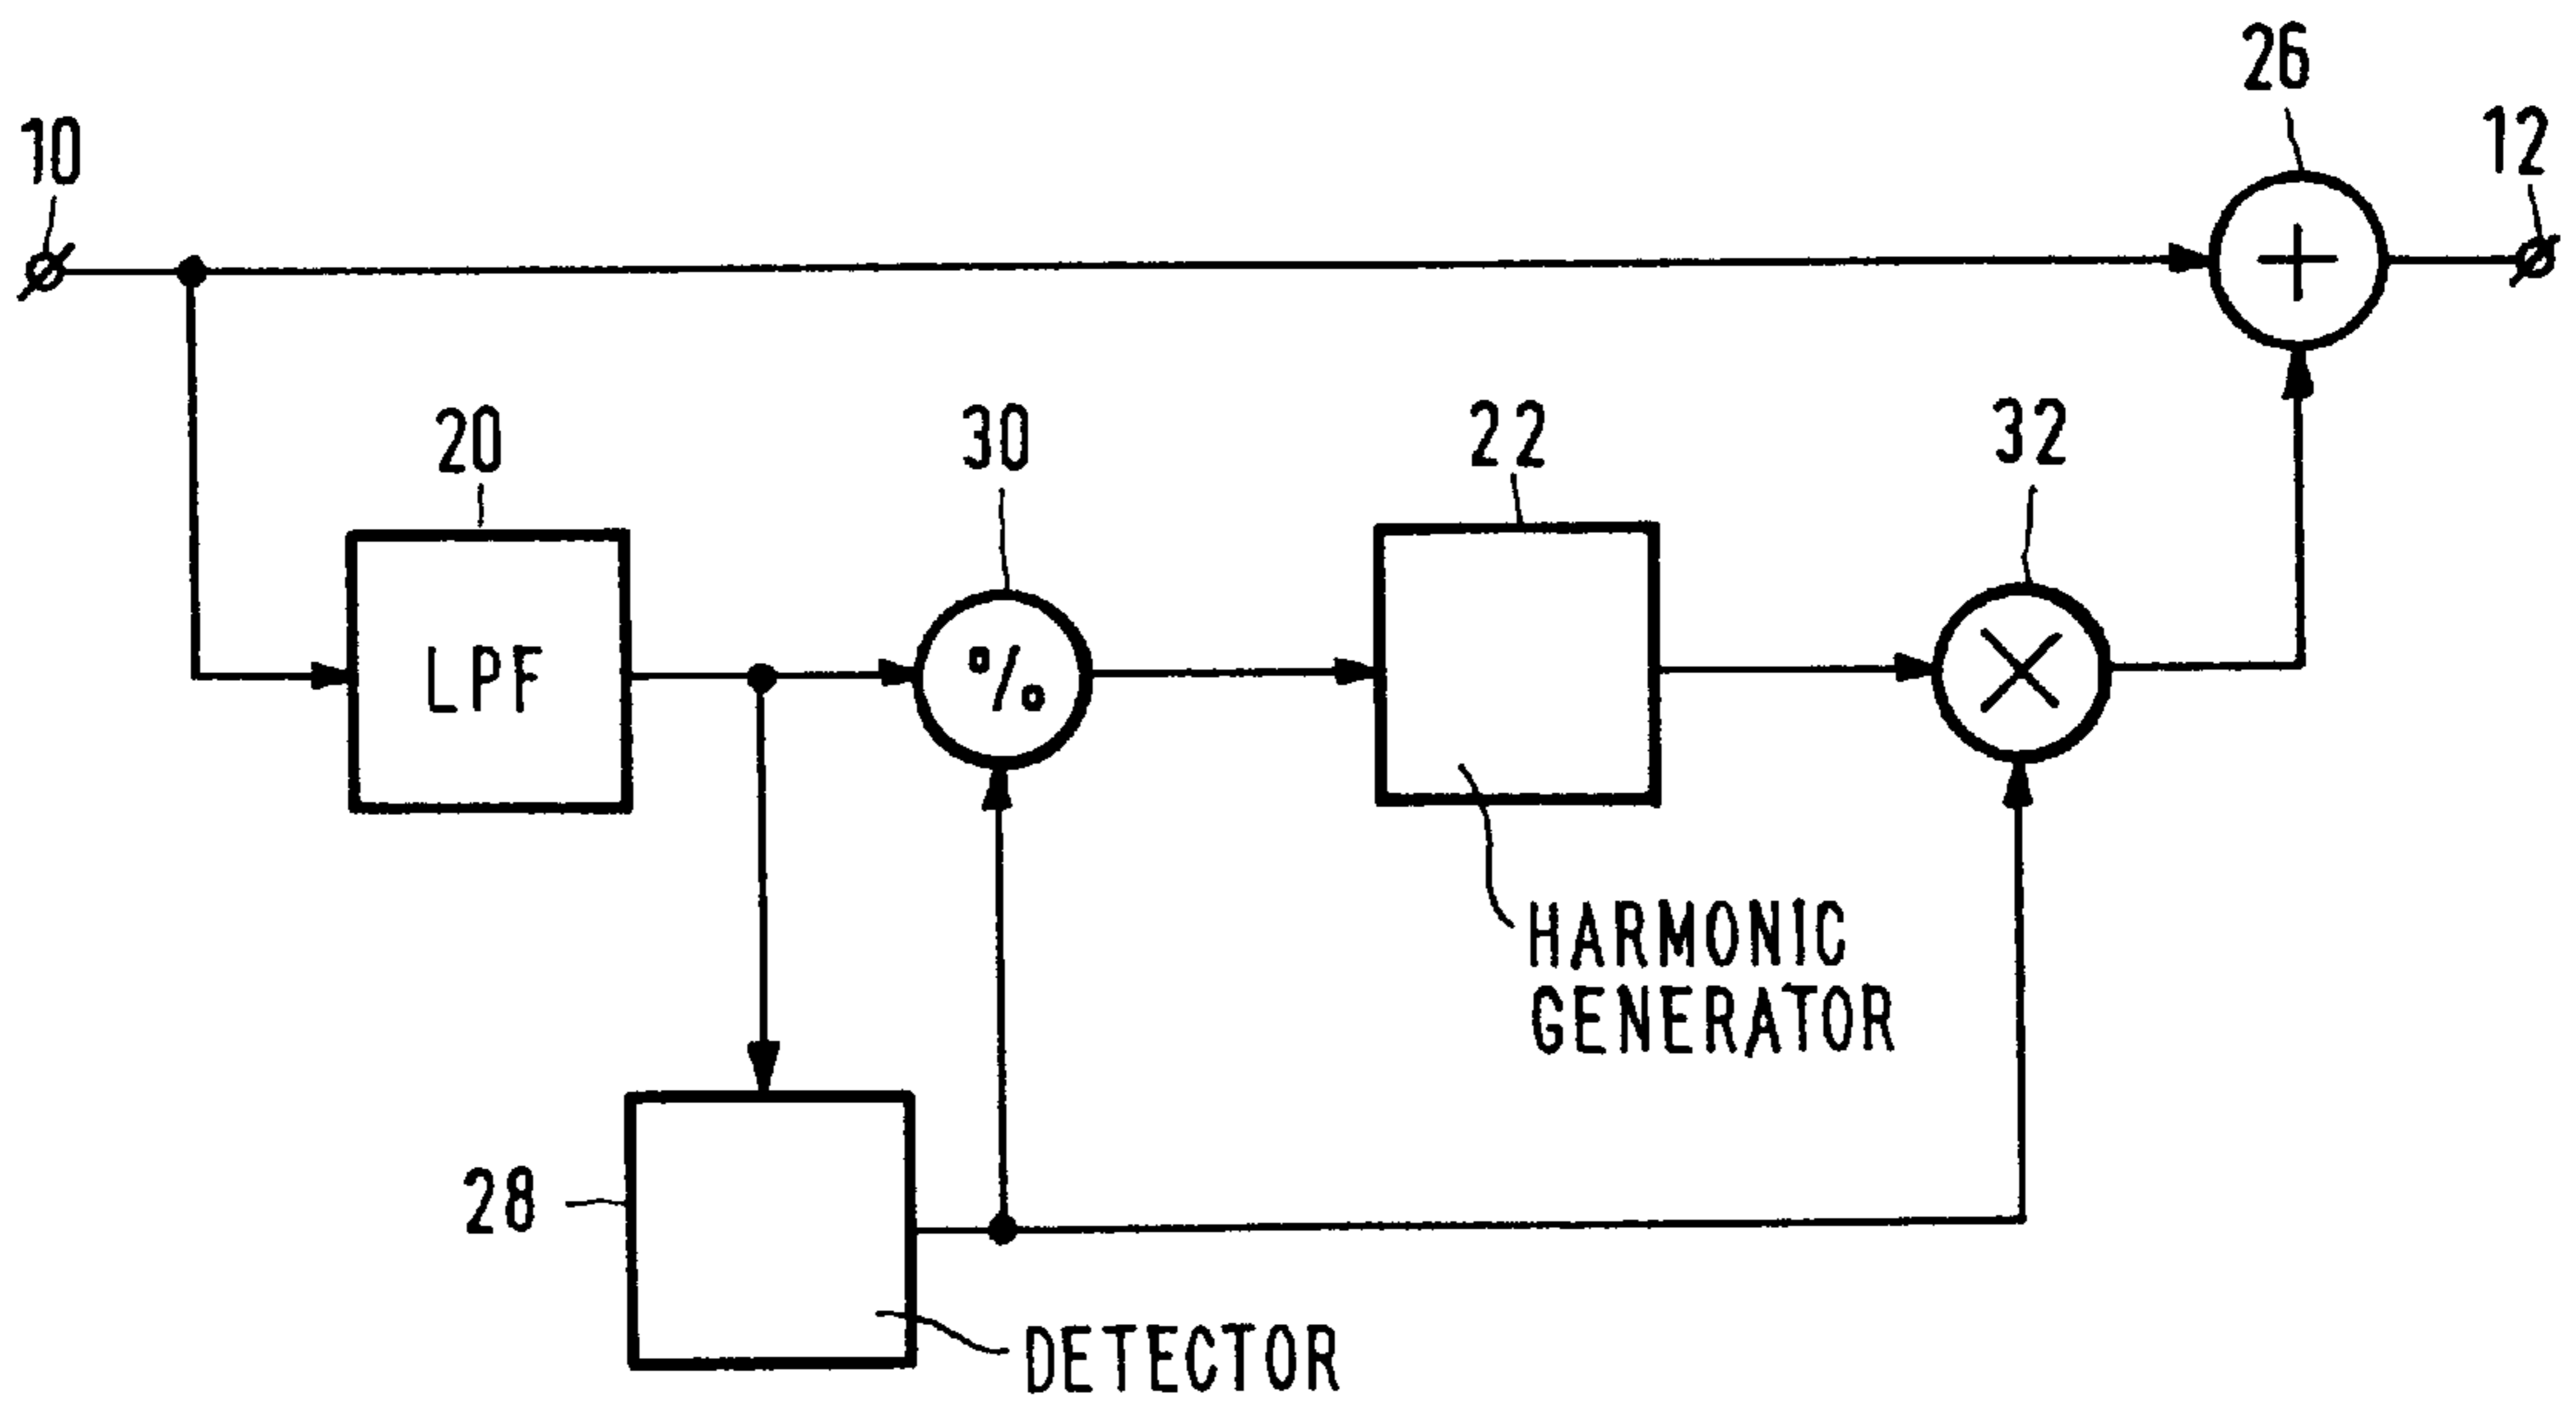 26
10
12
20
30
22
32
LPF
%
+
×
HARMONIC
GENERATOR
28
DETECTOR